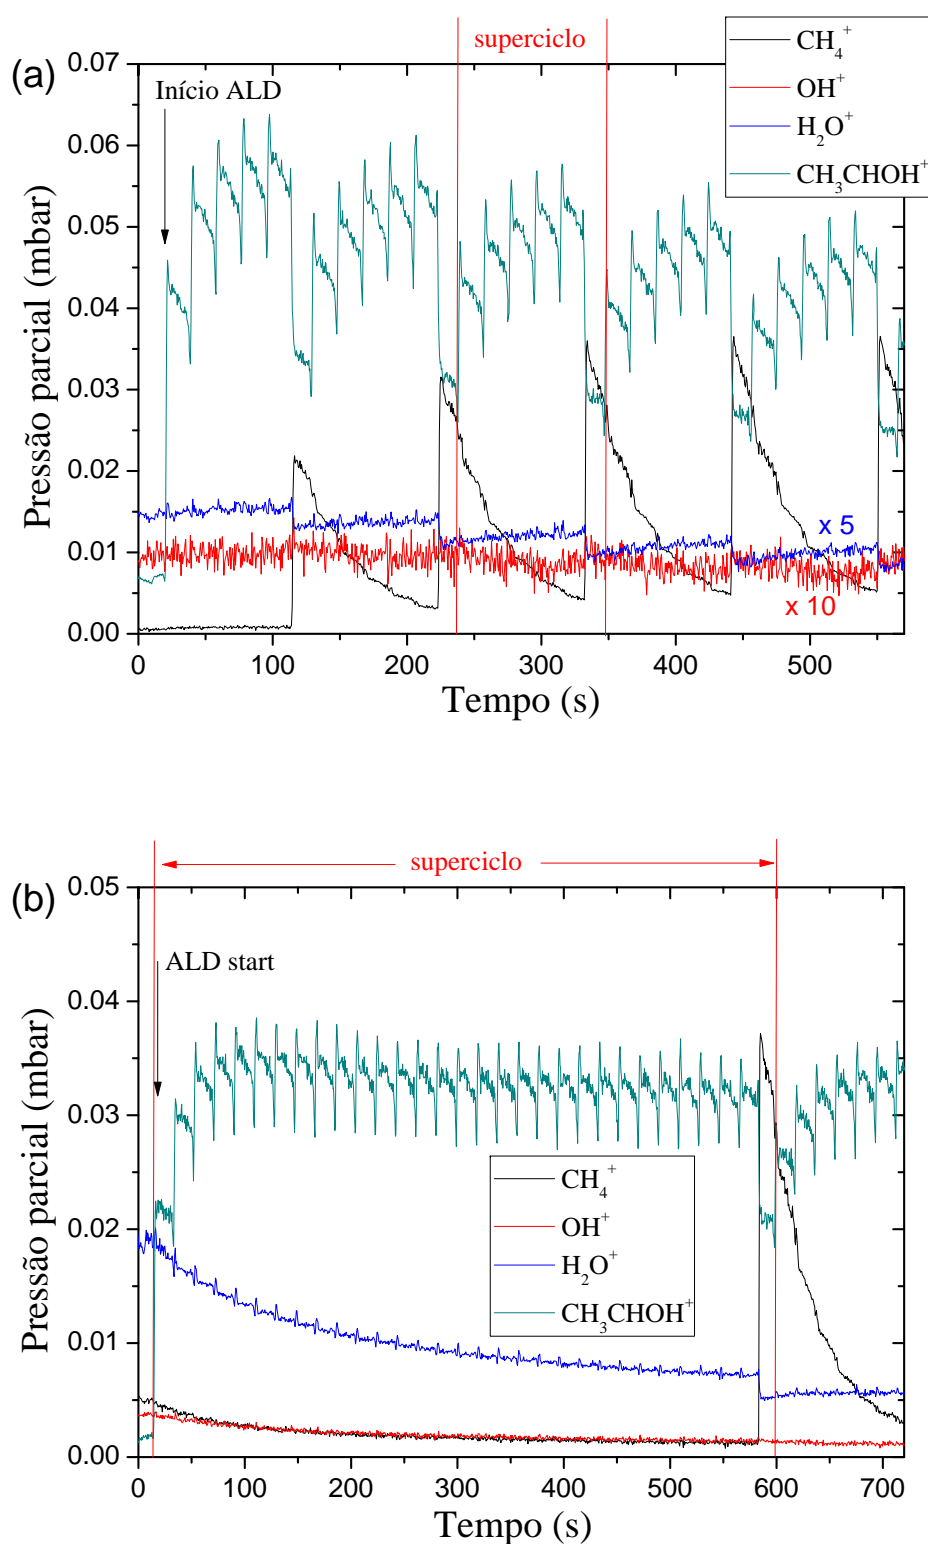 superciclo
CH4+
OH+
H2O+
CH3CHOH+
(a)
0.07
0.06
0.05
0.04
0.03
0.02
0.01
0.00
Pressão parcial (mbar)
Início ALD
x 5
x 10
0
100
200
300
400
500
Tempo (s)
superciclo
(b)
0.05
0.04
0.03
0.02
0.01
0.00
Pressão parcial (mbar)
ALD start
CH4+
OH+
H2O+
CH3CHOH+
0
100
200
300
400
500
600
700
Tempo (s)